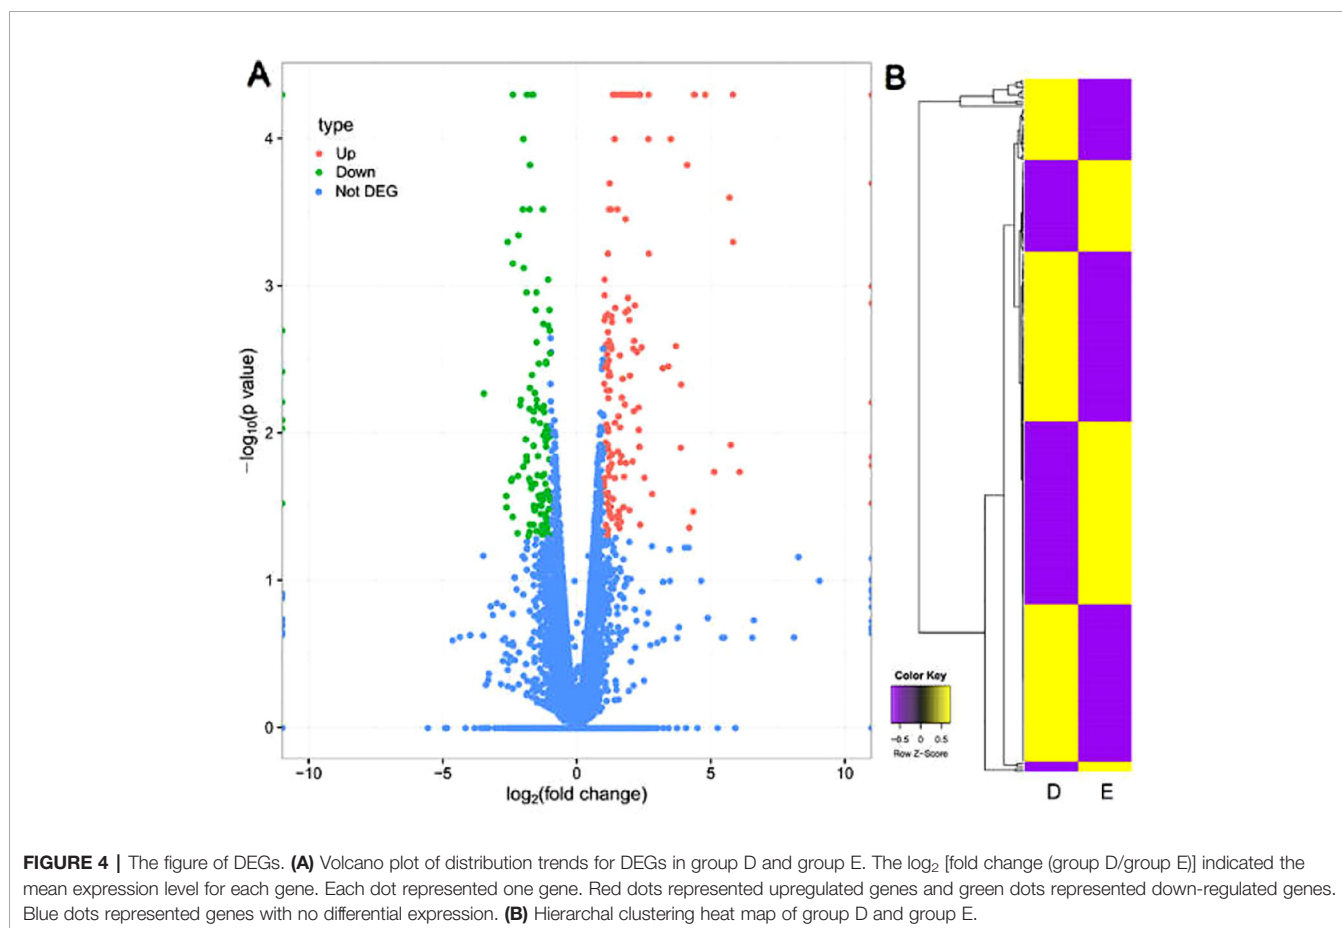 A
B
type
Up
Down
Not DEG
4
3
2
1
0
−log10(p value)
−10
−5
0
5
10
log2(fold change)
Color Key
−0.5 0 0.5
Row Z−Score
D E
FIGURE 4 | The figure of DEGs. (A) Volcano plot of distribution trends for DEGs in group D and group E. The log2 [fold change (group D/group E)] indicated the
mean expression level for each gene. Each dot represented one gene. Red dots represented upregulated genes and green dots represented down-regulated genes.
Blue dots represented genes with no differential expression. (B) Hierarchal clustering heat map of group D and group E.